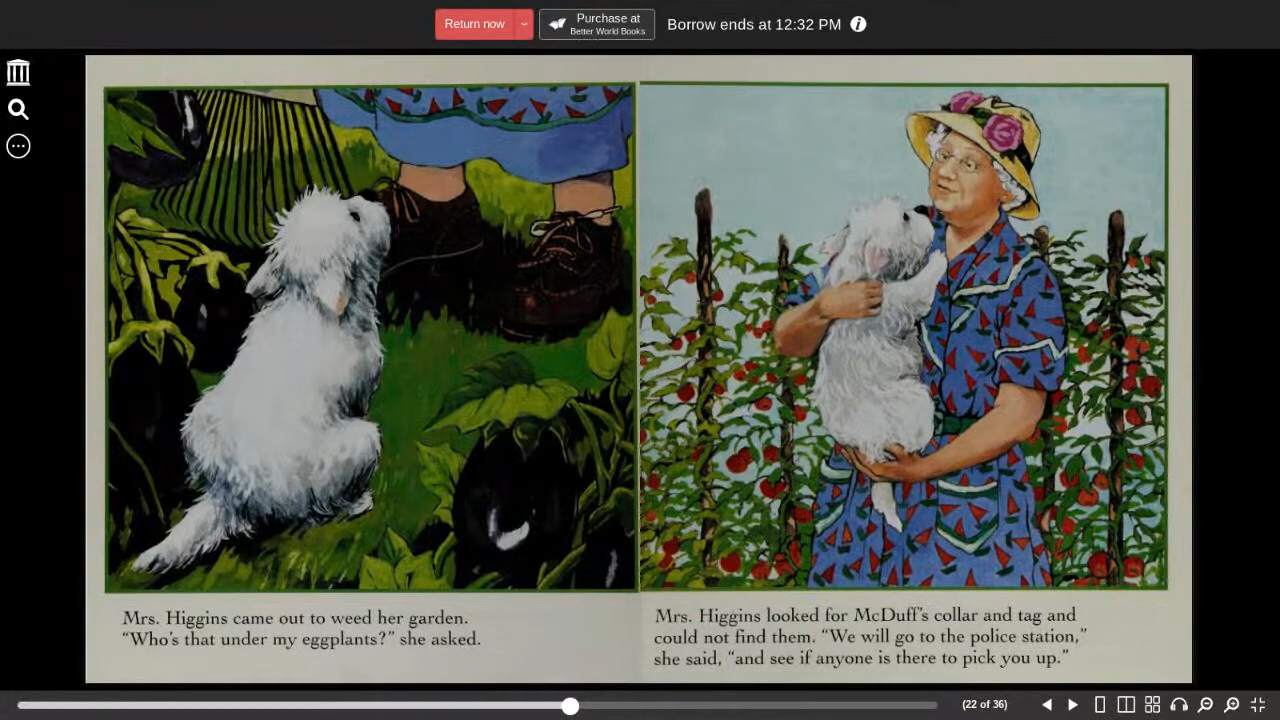 Return now
Purchase at
Better World Books
Borrow ends at 12:32 PM
Mrs. Higgins came out to weed her garden.
“Who’s that under my eggplants?” she asked.
Mrs. Higgins looked for McDuff’s collar and tag and
could not find them. “We will go to the police station,”
she said, “and see if anyone is there to pick you up.”
(22 of 36)